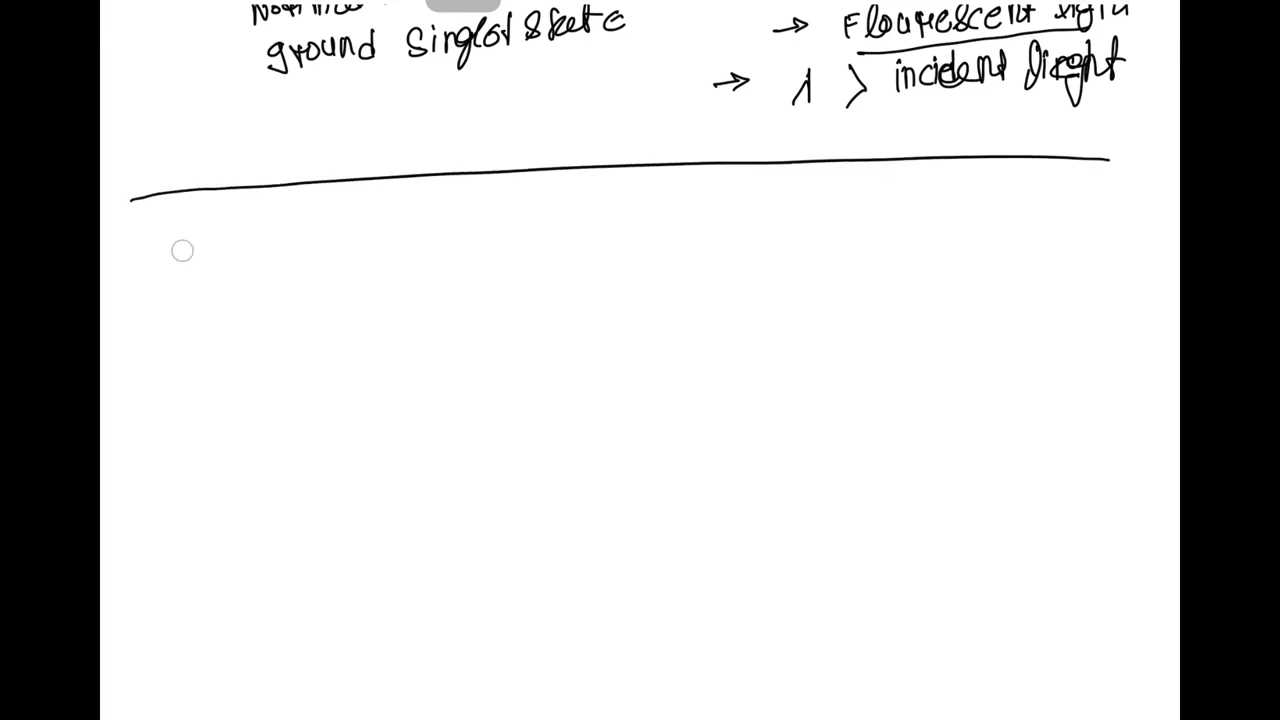 ground Singlet State
→ Flourescent light
→ λ > incident light